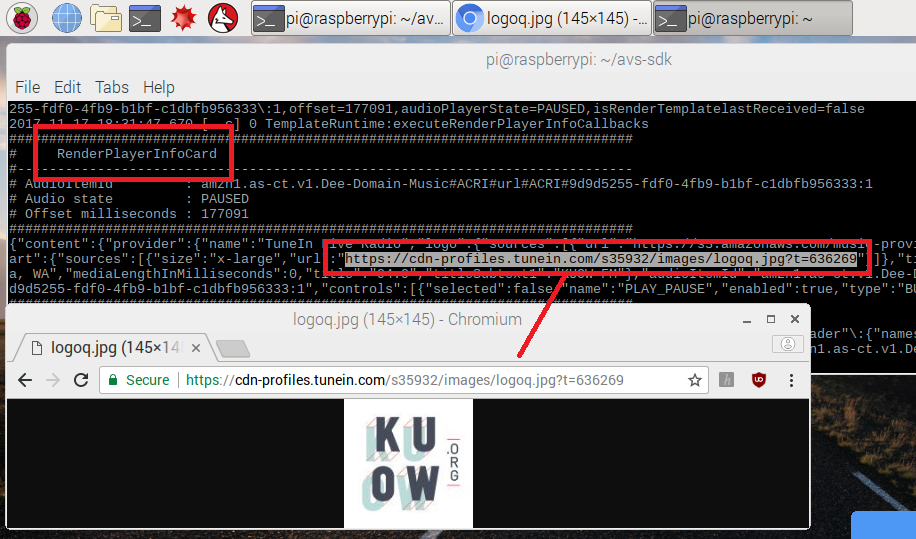 pi@raspberrypi: ~/av... logoq.jpg (145×145) -... pi@raspberrypi: ~
pi@raspberrypi: ~/avs-sdk
File Edit Tabs Help
255-fdf0-4fb9-b1bf-c1dbfb956333\:1,offset=177091,audioPlayerState=PAUSED,isRenderTemplatelastReceived=false
2017-11-17 18:31:47.670 [ c] 0 TemplateRuntime:executeRenderPlayerInfoCallbacks
##############################################################################
# RenderPlayerInfoCard
#-----------------------------------------------------------------------------
# AudioItemId : amzn1.as-ct.v1.Dee-Domain-Music#ACRI#url#ACRI#9d9d5255-fdf0-4fb9-b1bf-c1dbfb956333:1
# Audio state : PAUSED
# Offset milliseconds : 177091
##############################################################################
{"content":{"provider":{"name":"TuneIn Live Radio","logo":{"sources":[{"url":"https://s3.amazonaws.com/music-provi
art":{"sources":[{"size":"x-large","url":"https://cdn-profiles.tunein.com/s35932/images/logoq.jpg?t=636269"}]},"ti
a, WA","mediaLengthInMilliseconds":0
d9d5255-fdf0-4fb9-b1bf-c1dbfb956333:1","controls":[{"selected":false,"name":"PLAY_PAUSE","enabled":true,"type":"BU
##############################################################################
logoq.jpg (145×145) - Chromium
ader"\:{"names
logoq.jpg (145×14
n1.as-ct.v1.De
Secure https://cdn-profiles.tunein.com/s35932/images/logoq.jpg?t=636269
KU
OW
.ORG